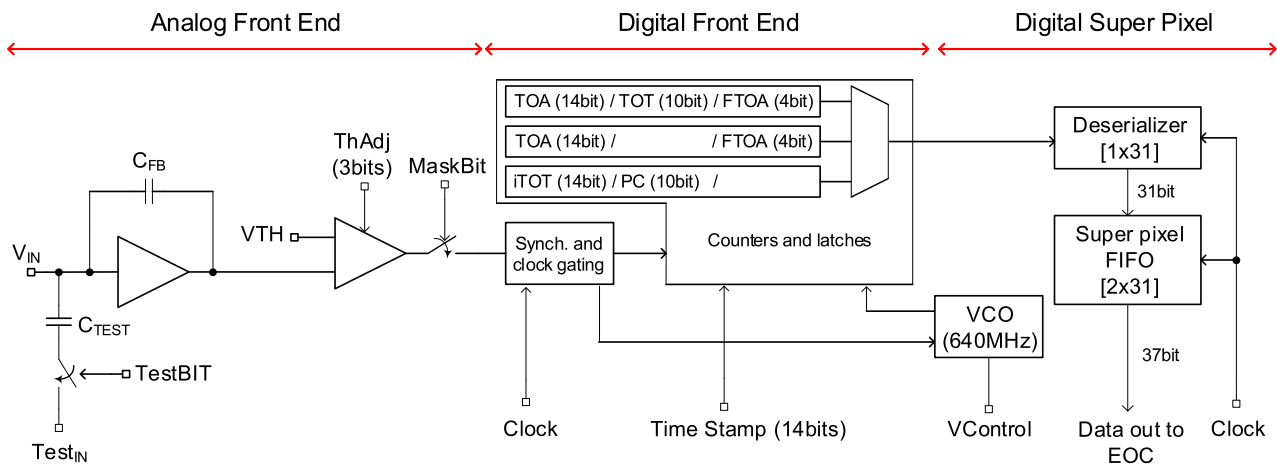 Analog Front End
Digital Front End
Digital Super Pixel
TOA (14bit) / TOT (10bit) / FTOA (4bit)
TOA (14bit) / / FTOA (4bit)
iTOT (14bit) / PC (10bit) /
Counters and latches
ThAdj
(3bits)
MaskBit
CFB
VTH
VIN
CTEST
TestBIT
TestIN
Synch. and
clock gating
Clock
Time Stamp (14bits)
VCO
(640MHz)
VControl
Deserializer
[1x31]
31bit
Super pixel
FIFO
[2x31]
37bit
Data out to
EOC
Clock